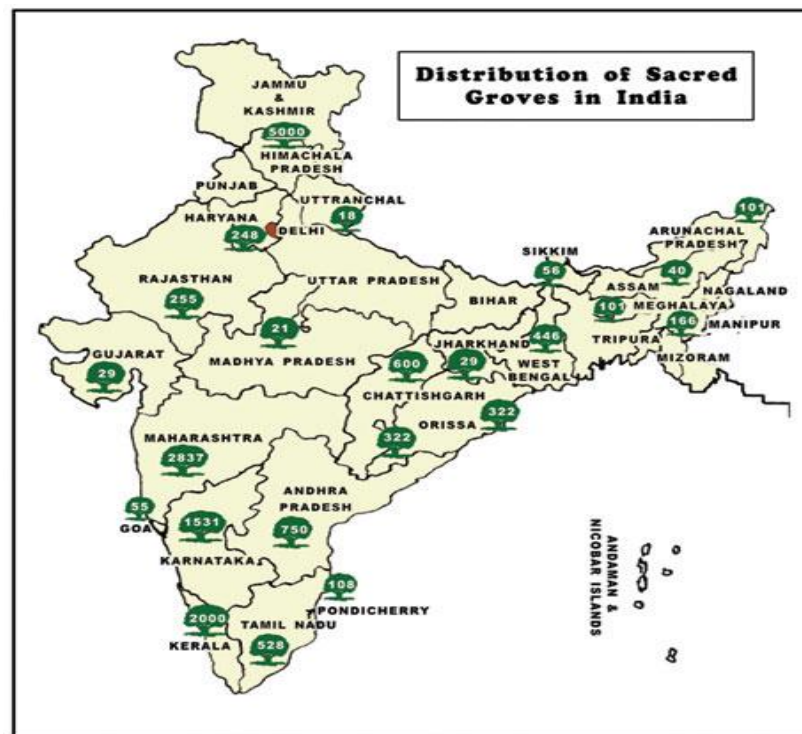 Distribution of Sacred
Groves in India
JAMMU
&
KASHMIR
5000
HIMACHALA
PRADESH
PUNJAB
UTTRANCHAL
18
HARYANA
248
DELHI
101
ARUNACHAL
PRADESH
SIKKIM
56
40
RAJASTHAN
255
UTTAR PRADESH
BIHAR
ASSAM
NAGALAND
101
MEGHALAYA
166
MANIPUR
21
MADHYA PRADESH
JHARKHAND
446
TRIPURA
GUJARAT
29
600
29
WEST
BENGAL
MIZORAM
CHATTISHGARH
322
ORISSA
322
MAHARASHTRA
2837
ANDHRA
PRADESH
55
GOA
1531
750
KARNATAKA
ANDAMAN &
NICOBAR ISLANDS
108
PONDICHERRY
2000
KERALA
TAMIL NADU
528